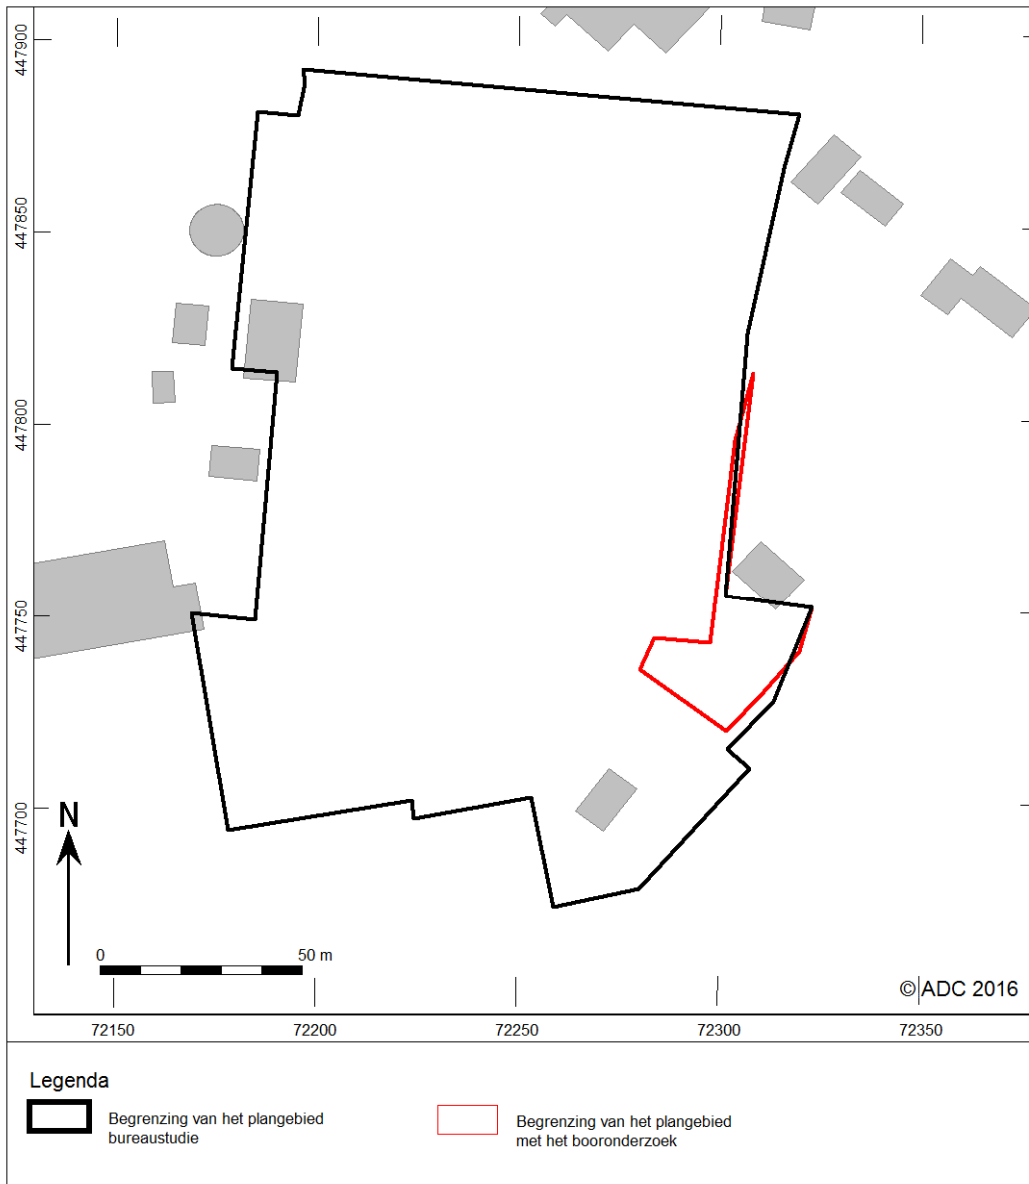 447900
447850
447800
447750
447700
N
0 50 m
© ADC 2016
72150 72200 72250 72300 72350
Legenda
Begrenzing van het plangebied
bureaustudie
Begrenzing van het plangebied
met het booronderzoek